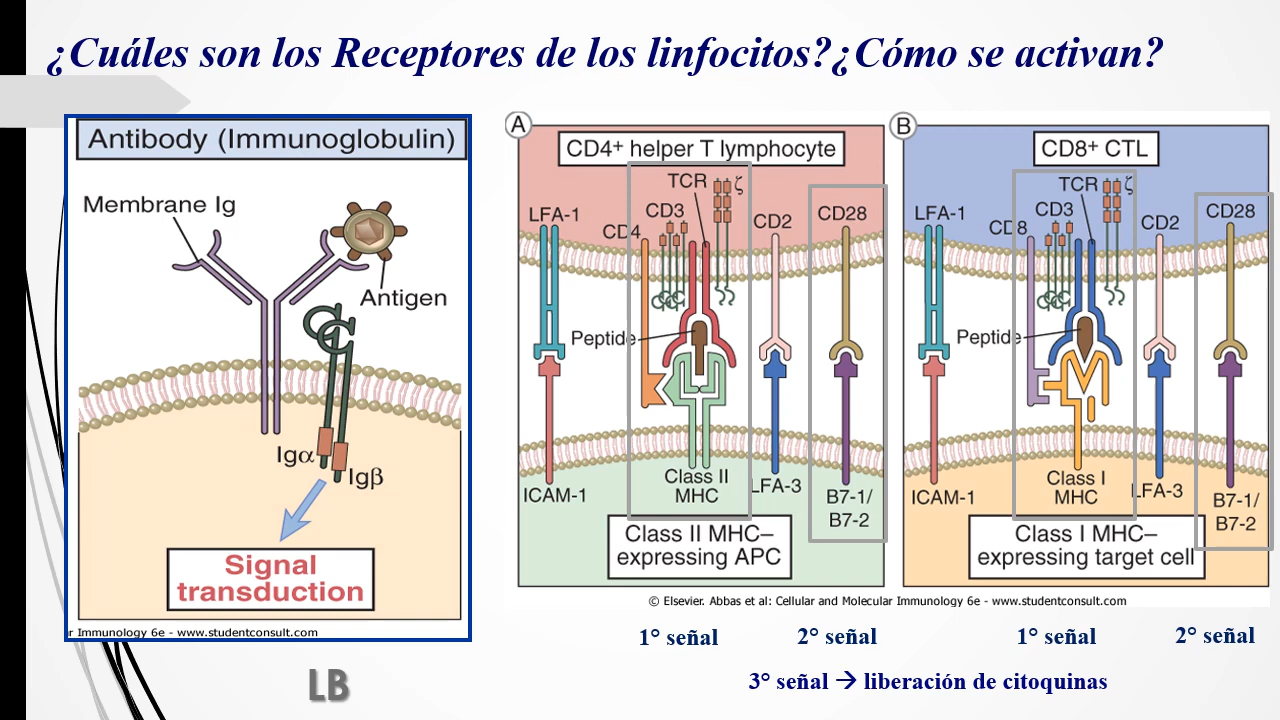 ¿Cuáles son los Receptores de los linfocitos?¿Cómo se activan?
Antibody (Immunoglobulin)
Membrane Ig
Antigen
Igα
Igβ
Signal
transduction
r Immunology 6e - www.studentconsult.com
LB
A
CD4+ helper T lymphocyte
TCR
ζ
LFA-1
CD4
CD3
CD2
CD28
Peptide
ICAM-1
Class II
MHC
LFA-3
B7-1/
B7-2
Class II MHC–
expressing APC
B
CD8+ CTL
TCR
ζ
LFA-1
CD8
CD3
CD2
CD28
Peptide
ICAM-1
Class I
MHC
LFA-3
B7-1/
B7-2
Class I MHC–
expressing target cell
© Elsevier. Abbas et al: Cellular and Molecular Immunology 6e - www.studentconsult.com
1° señal
2° señal
1° señal
2° señal
3° señal → liberación de citoquinas